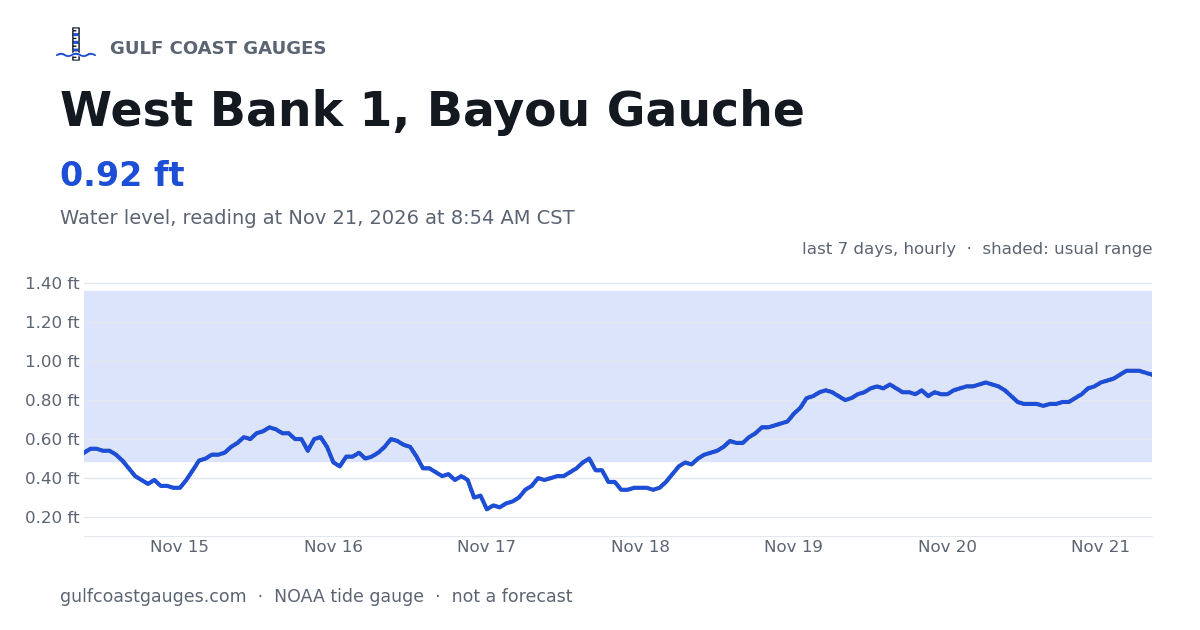 GULF COAST GAUGES
West Bank 1, Bayou Gauche
0.92 ft
Water level, reading at Nov 21, 2026 at 8:54 AM CST
last 7 days, hourly · shaded: usual range
1.40 ft
1.20 ft
1.00 ft
0.80 ft
0.60 ft
0.40 ft
0.20 ft
Nov 15 Nov 16 Nov 17 Nov 18 Nov 19 Nov 20 Nov 21
gulfcoastgauges.com · NOAA tide gauge · not a forecast